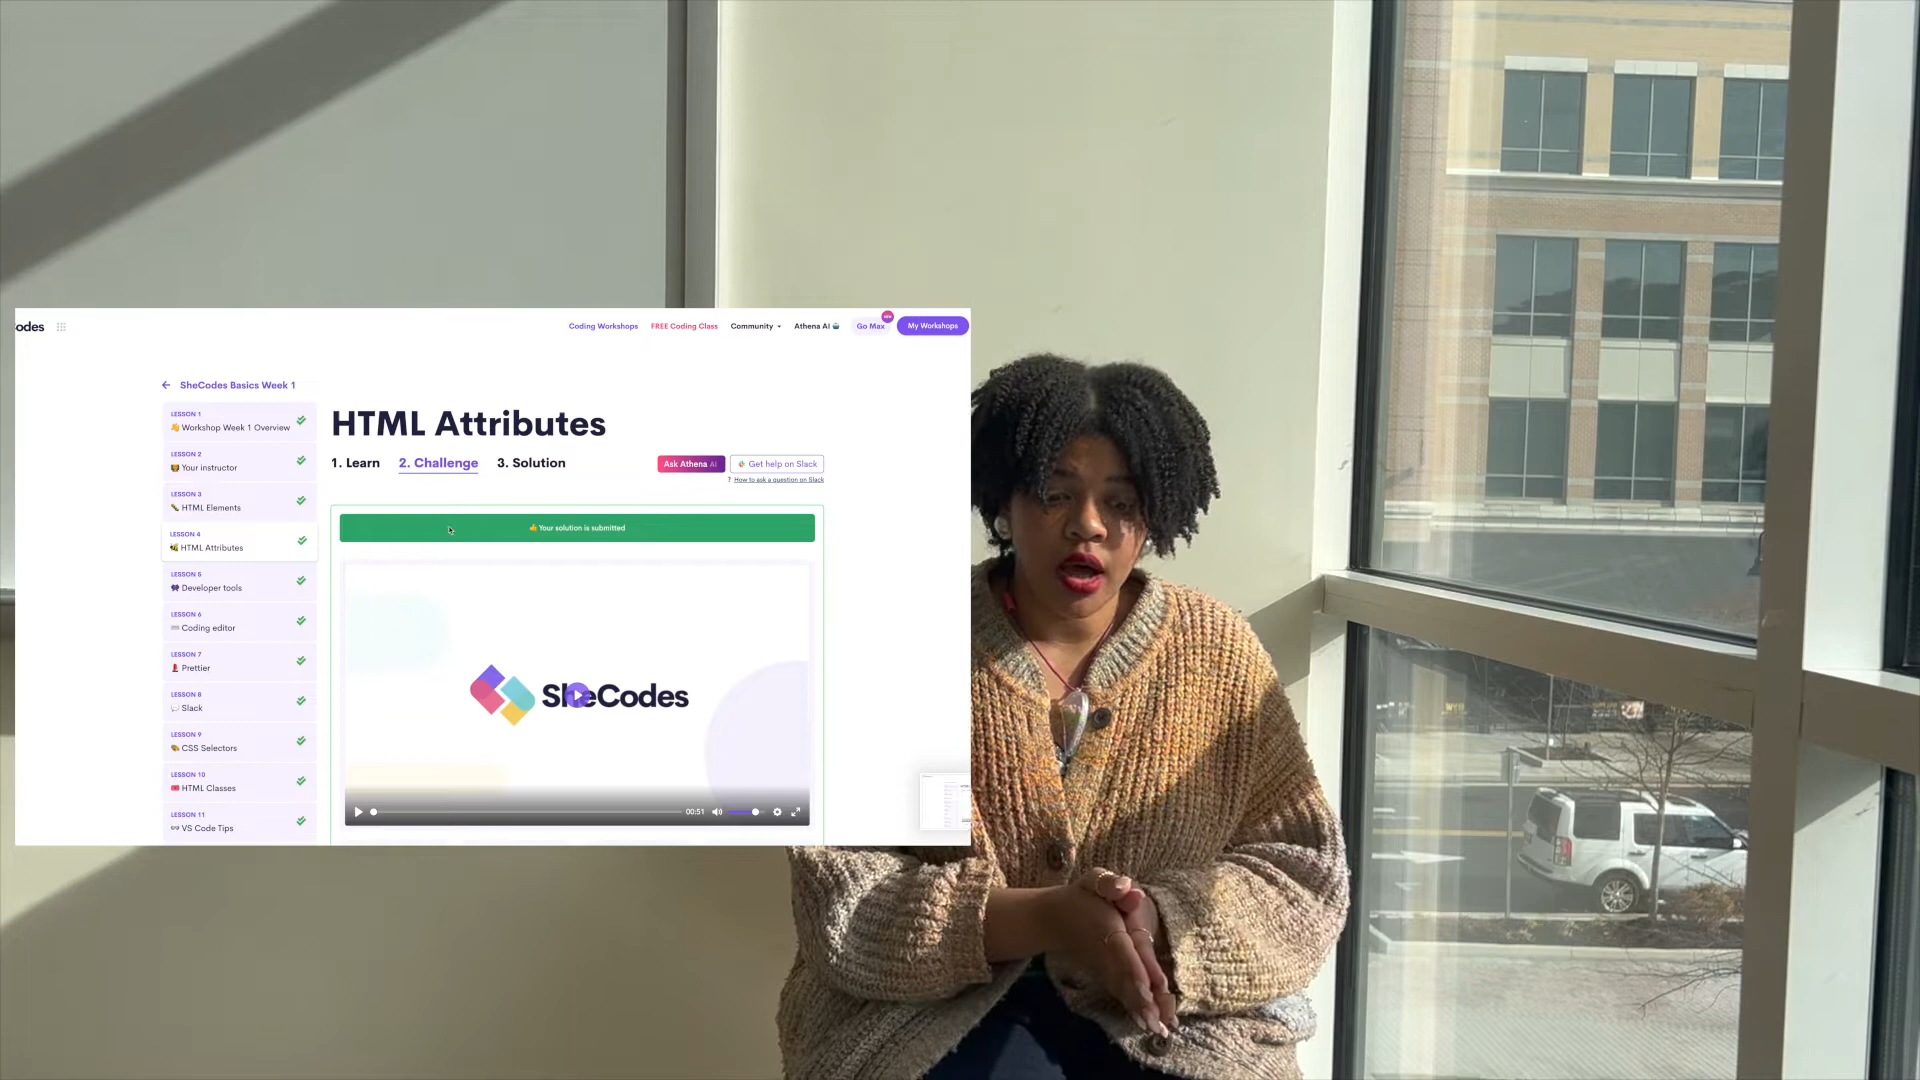 odes
Coding Workshops
FREE Coding Class
Community
Athena AI
Go Max
NEW
My Workshops
SheCodes Basics Week 1
LESSON 1
Workshop Week 1 Overview
LESSON 2
Your instructor
LESSON 3
HTML Elements
LESSON 4
HTML Attributes
LESSON 5
Developer tools
LESSON 6
Coding editor
LESSON 7
Prettier
LESSON 8
Slack
LESSON 9
CSS Selectors
LESSON 10
HTML Classes
LESSON 11
VS Code Tips
HTML Attributes
1. Learn 2. Challenge 3. Solution
Ask Athena AI
Get help on Slack
? How to ask a question on Slack
Your solution is submitted
SheCodes
00:51